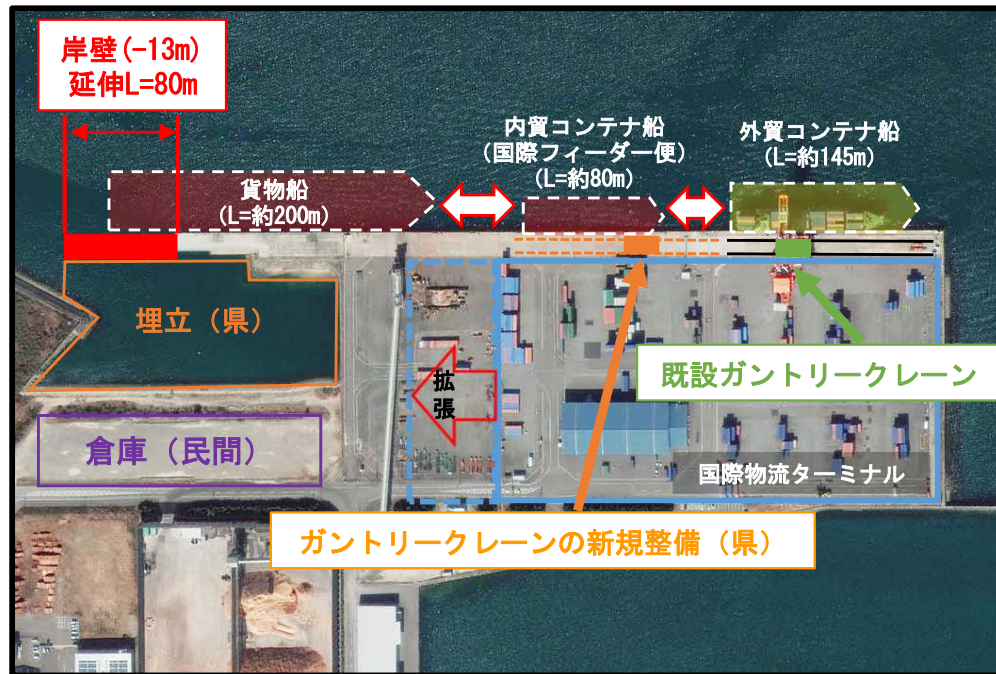 岸壁(-13m)
延伸L=80m
内貿コンテナ船
(国際フィーダー便)
(L=約80m)
外貿コンテナ船
(L=約145m)
貨物船
(L=約200m)
埋立(県)
拡
張
既設ガントリークレーン
倉庫(民間)
国際物流ターミナル
ガントリークレーンの新規整備(県)